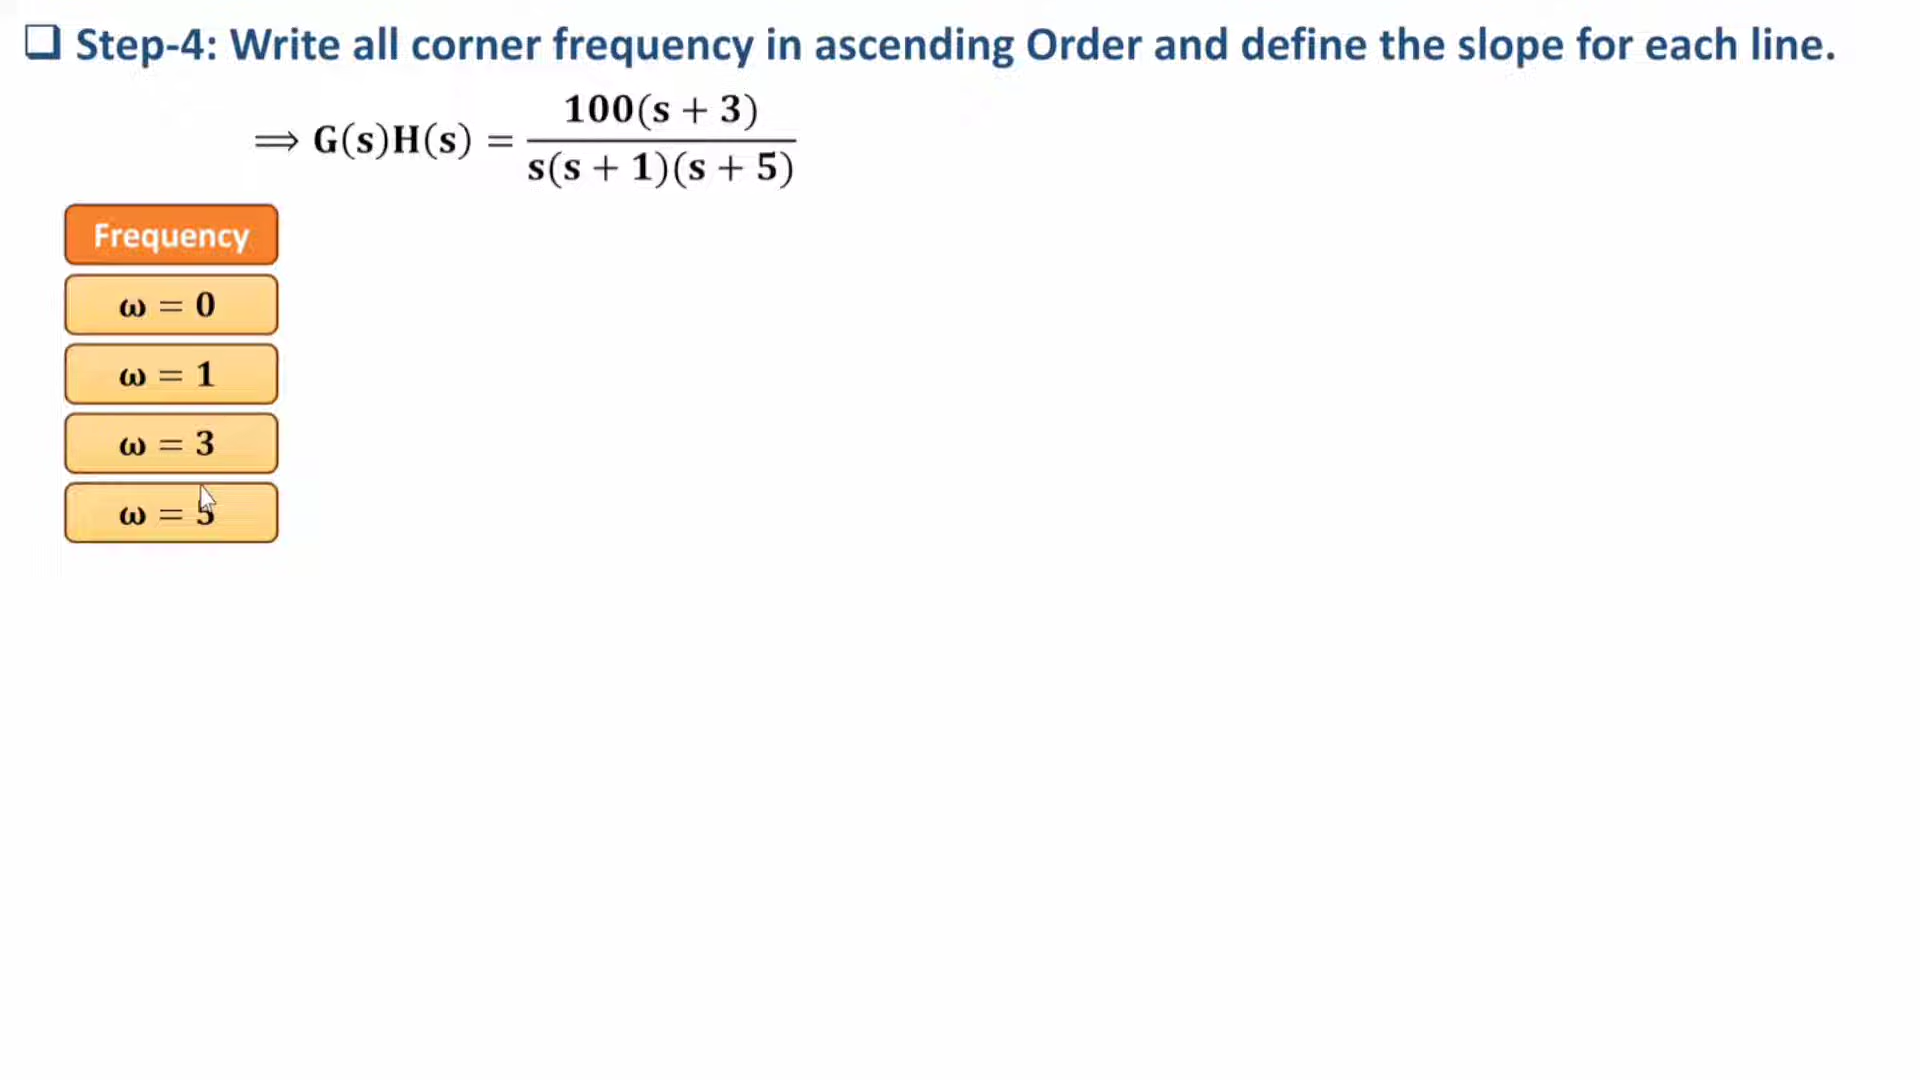 ❑ Step-4: Write all corner frequency in ascending Order and define the slope for each line.
⟹ G(s)H(s) = 100(s + 3) / s(s + 1)(s + 5)
Frequency
ω = 0
ω = 1
ω = 3
ω = 5